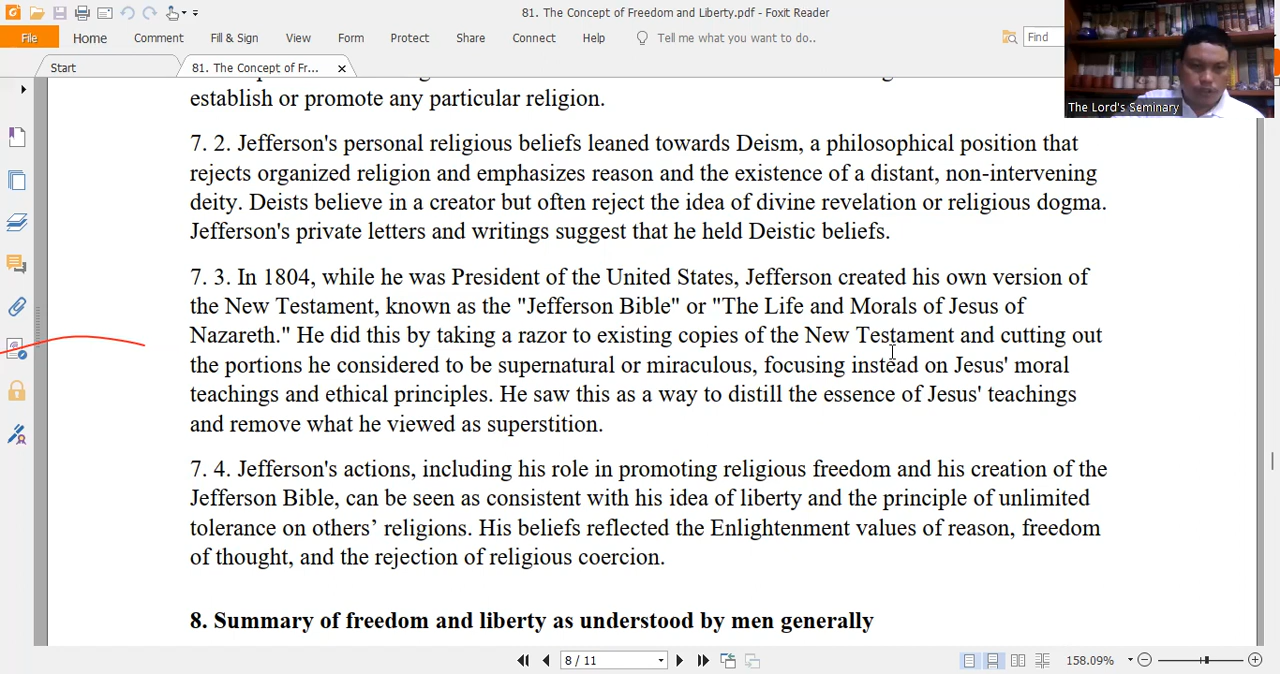 81. The Concept of Freedom and Liberty.pdf - Foxit Reader
File Home Comment Fill & Sign View Form Protect Share Connect Help Tell me what you want to do.. Find
Start 81. The Concept of Fr...
The Lord's Seminary
establish or promote any particular religion.
7. 2. Jefferson's personal religious beliefs leaned towards Deism, a philosophical position that
rejects organized religion and emphasizes reason and the existence of a distant, non-intervening
deity. Deists believe in a creator but often reject the idea of divine revelation or religious dogma.
Jefferson's private letters and writings suggest that he held Deistic beliefs.
7. 3. In 1804, while he was President of the United States, Jefferson created his own version of
the New Testament, known as the "Jefferson Bible" or "The Life and Morals of Jesus of
Nazareth." He did this by taking a razor to existing copies of the New Testament and cutting out
the portions he considered to be supernatural or miraculous, focusing instead on Jesus' moral
teachings and ethical principles. He saw this as a way to distill the essence of Jesus' teachings
and remove what he viewed as superstition.
7. 4. Jefferson's actions, including his role in promoting religious freedom and his creation of the
Jefferson Bible, can be seen as consistent with his idea of liberty and the principle of unlimited
tolerance on others’ religions. His beliefs reflected the Enlightenment values of reason, freedom
of thought, and the rejection of religious coercion.
8. Summary of freedom and liberty as understood by men generally
8 / 11 158.09%